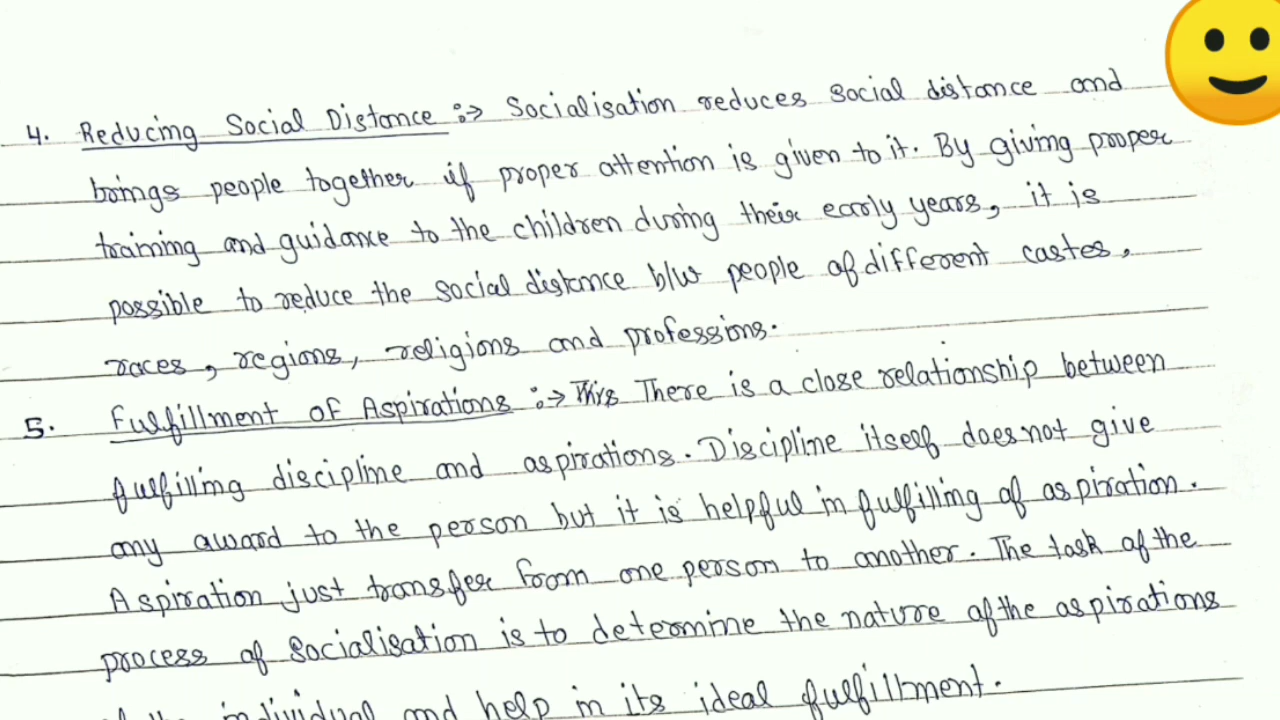 4. Reducing Social Distance :-> Socialisation reduces social distance and
brings people together if proper attention is given to it. By giving proper
training and guidance to the children during their early years, it is
possible to reduce the social distance b/w people of different castes,
races, regions, religions and professions.
5. Fulfillment of Aspirations :-> This There is a close relationship between
fulfilling discipline and aspirations. Discipline itself does not give
any award to the person but it is helpful in fulfilling of aspiration.
Aspiration just transfer from one person to another. The task of the
process of socialisation is to determine the nature of the aspirations
of the individual and help in its ideal fulfillment.